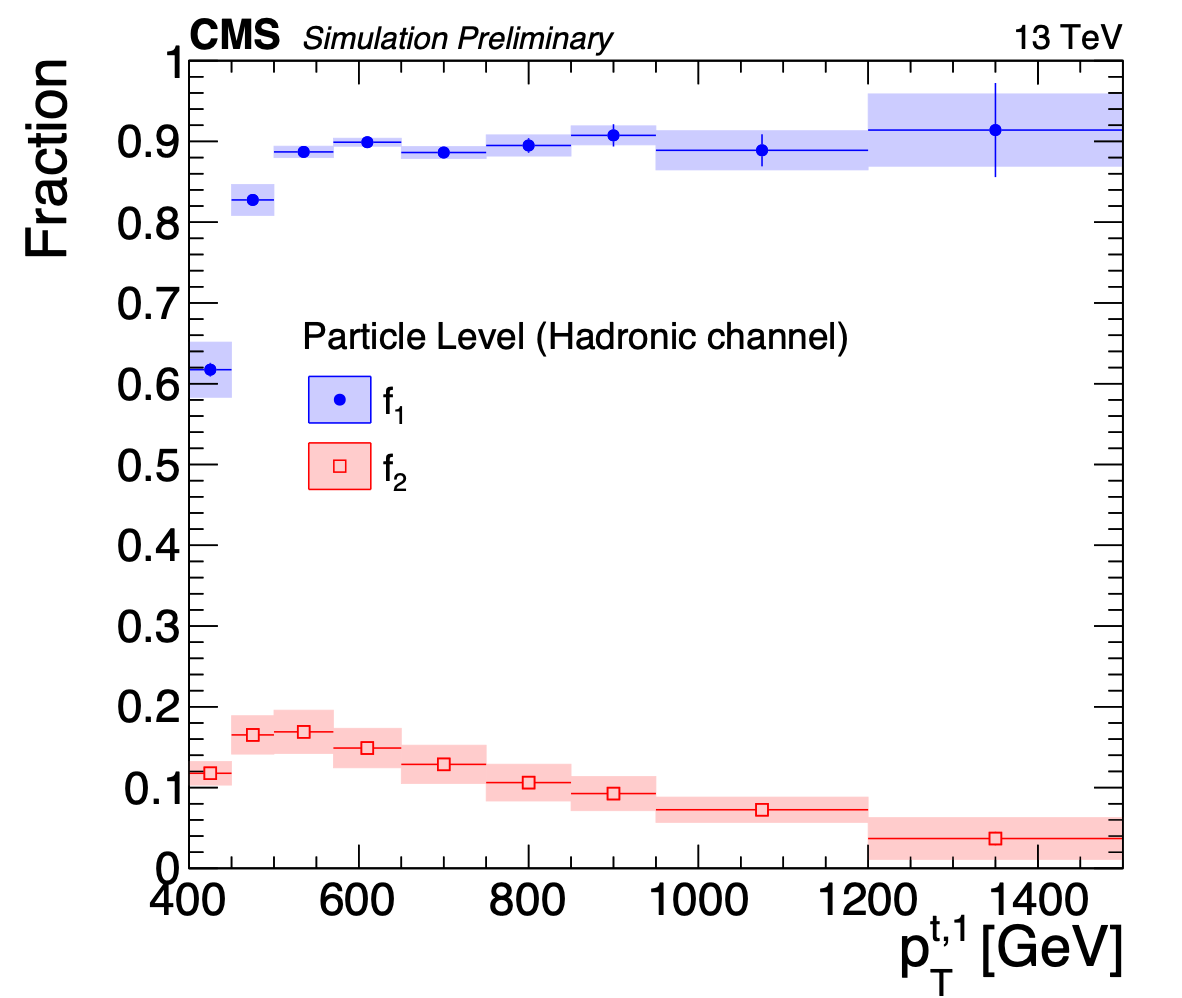 CMS Simulation Preliminary 13 TeV
Fraction
1
0.9
0.8
0.7
Particle Level (Hadronic channel)
0.6
f1
0.5
f2
0.4
0.3
0.2
0.1
0
400 600 800 1000 1200 1400
p_T^{t,1} [GeV]